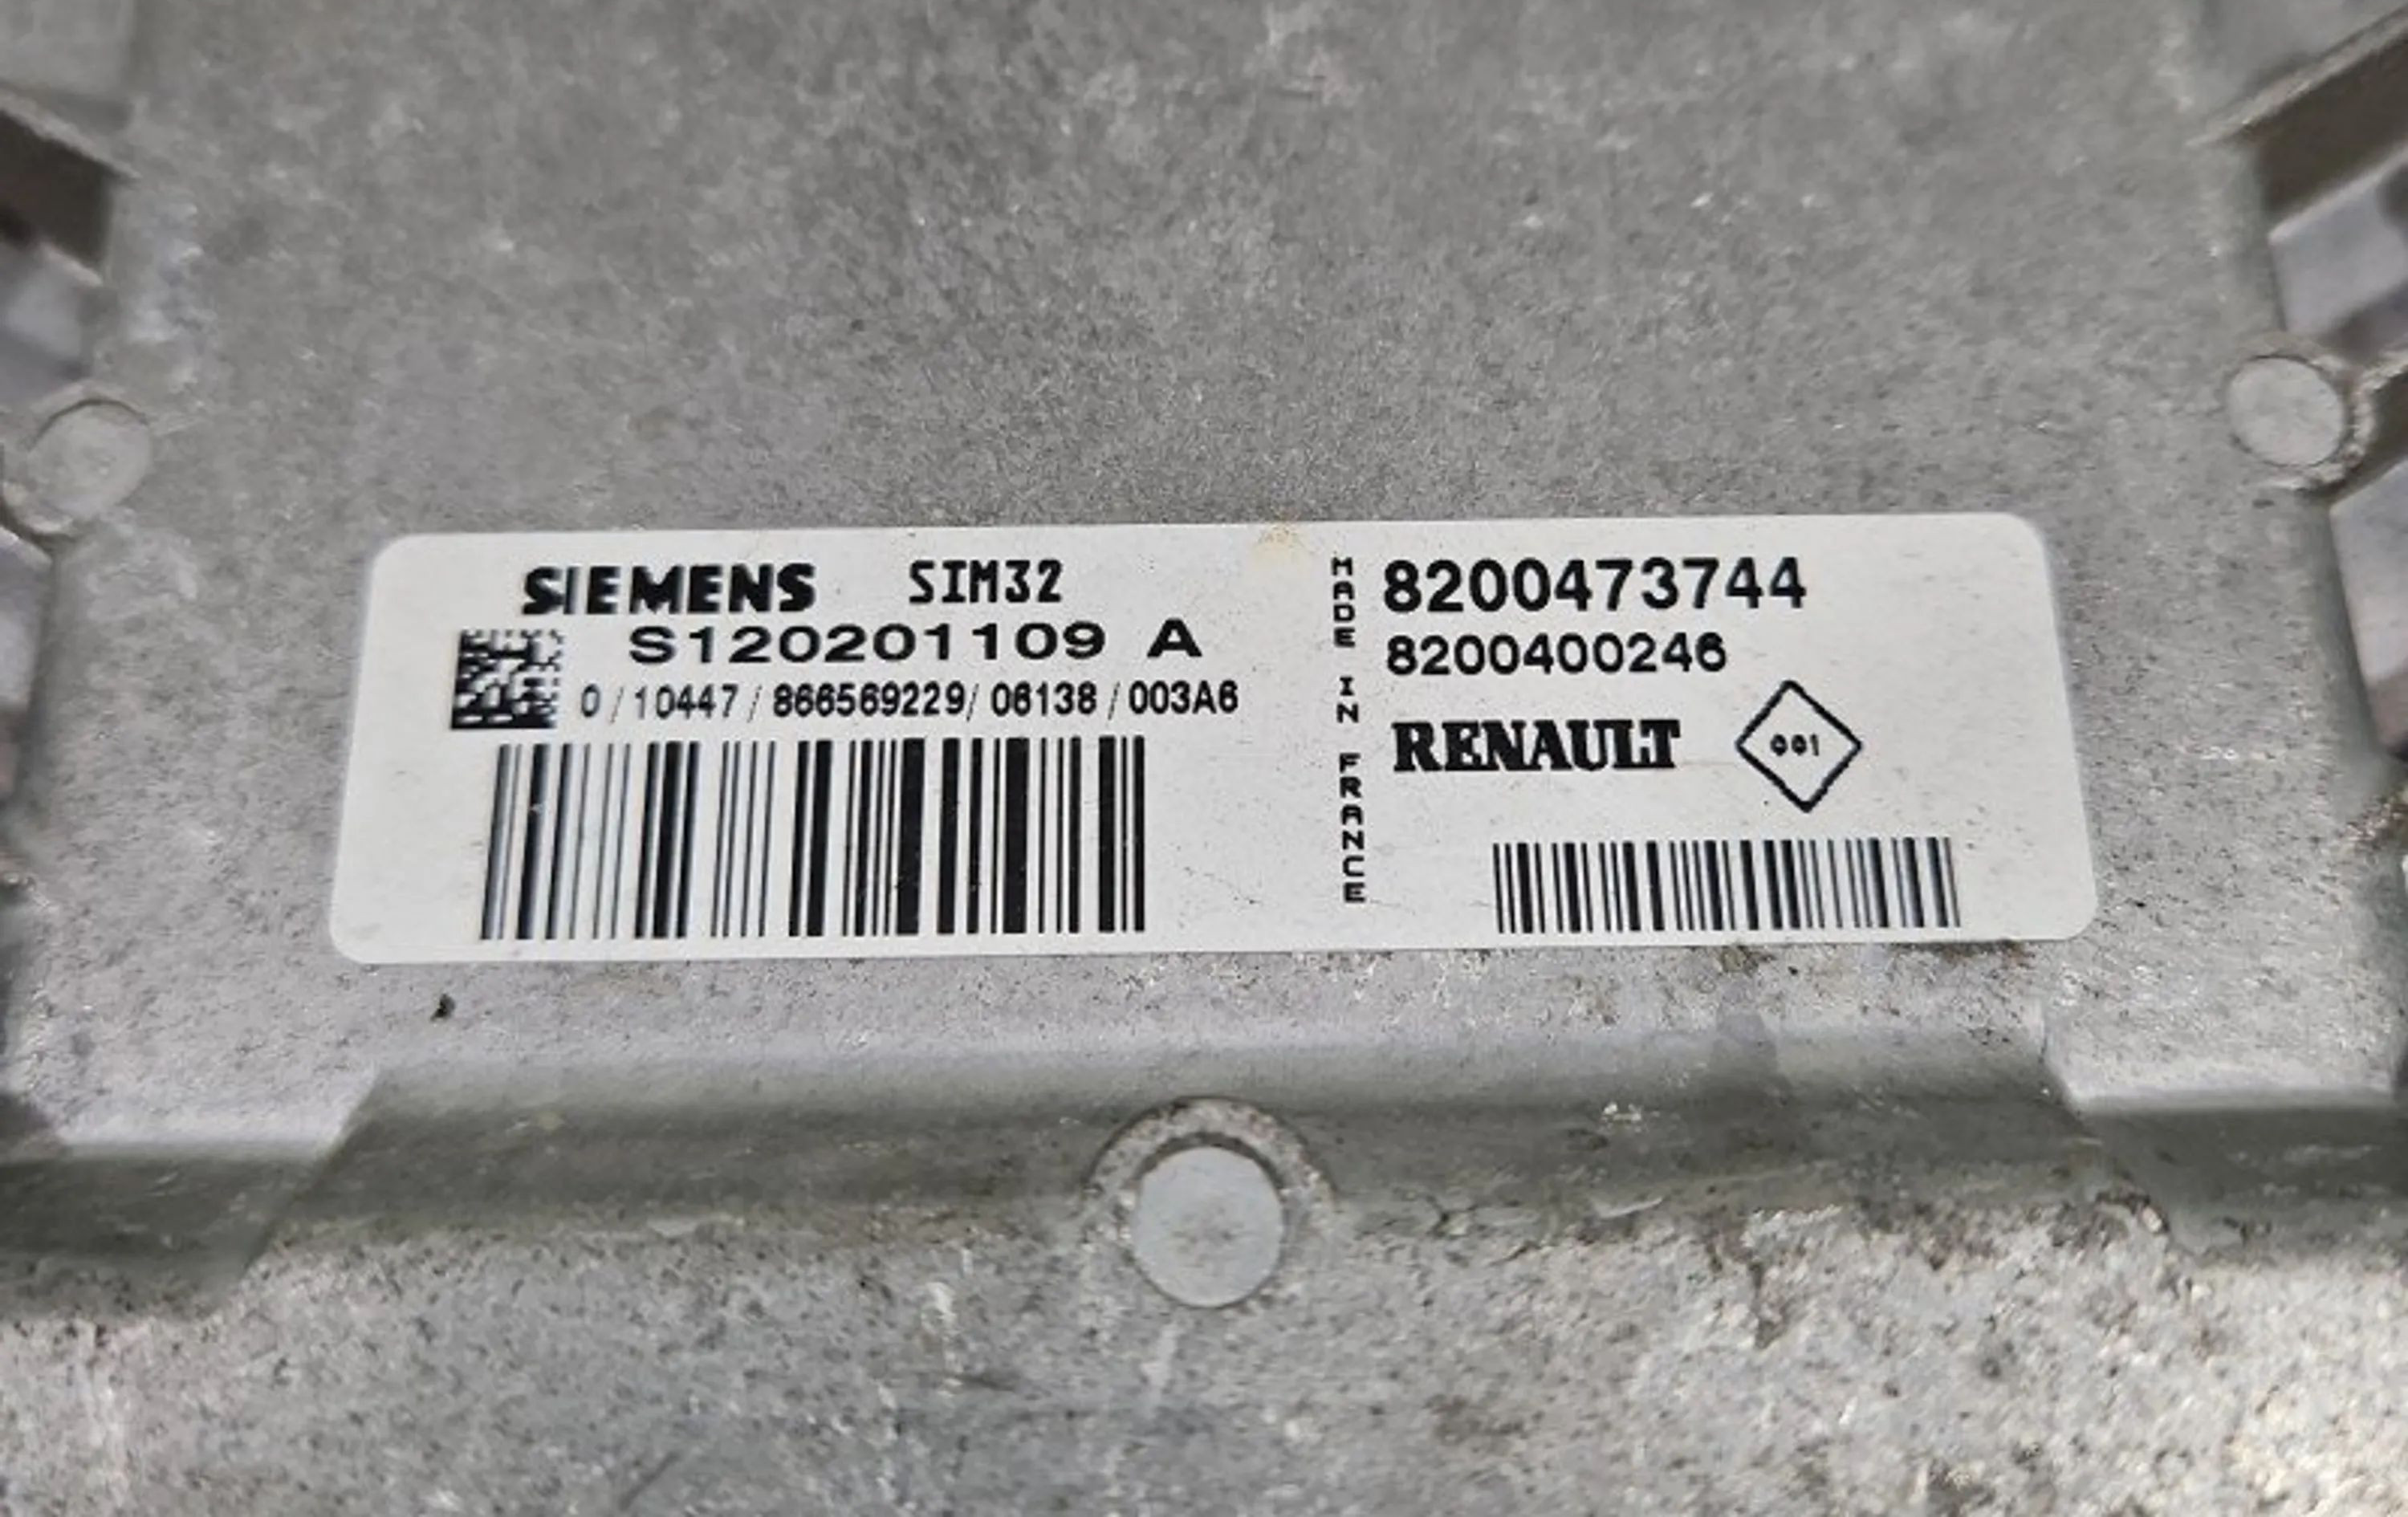 SIEMENS SIM32
S120201109 A
0/10447/866569229/06138/003A6
MADE IN FRANCE
8200473744
8200400246
RENAULT 001